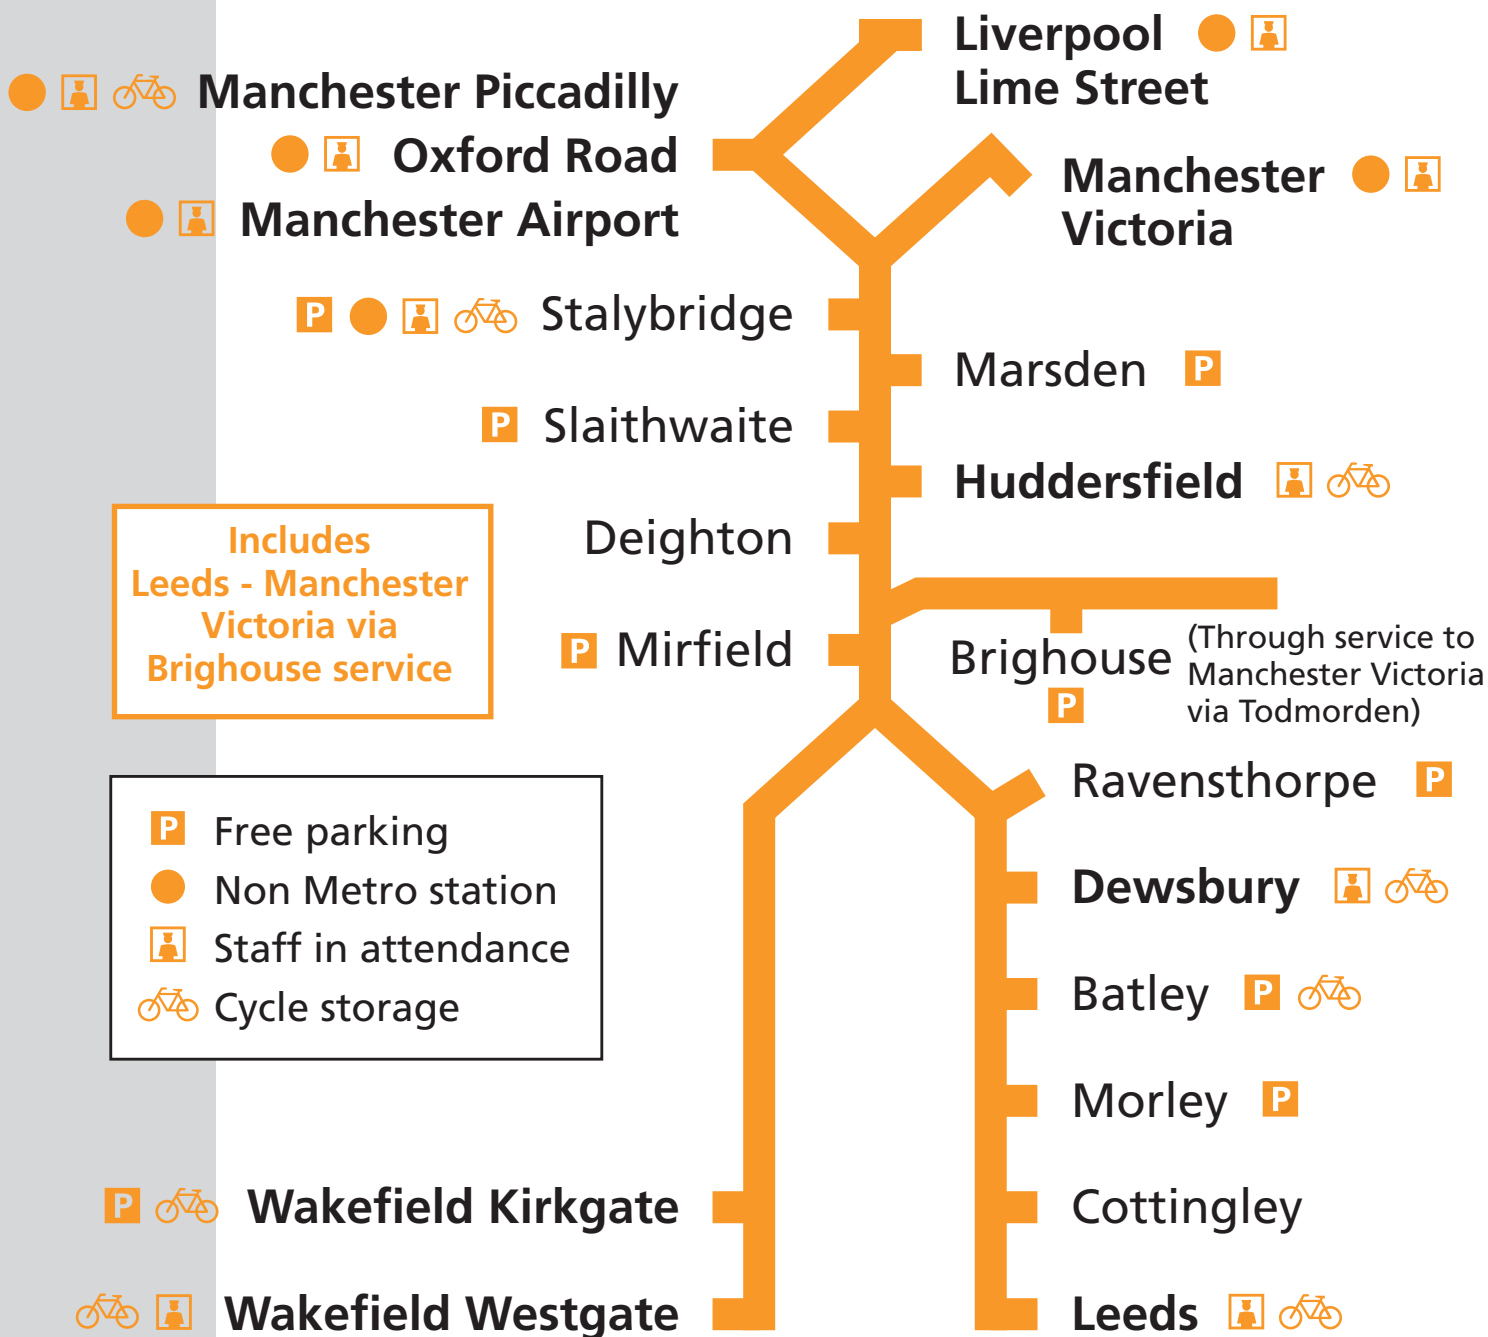 Liverpool
Lime Street
Manchester Piccadilly
Oxford Road
Manchester Airport
Manchester
Victoria
P Stalybridge
Marsden P
P Slaithwaite
Huddersfield
Deighton
Includes
Leeds - Manchester
Victoria via
Brighouse service
P Mirfield
Brighouse
P
(Through service to
Manchester Victoria
via Todmorden)
Ravensthorpe P
P Free parking
Non Metro station
Staff in attendance
Cycle storage
Dewsbury
Batley P
Morley P
P Wakefield Kirkgate
Cottingley
Wakefield Westgate
Leeds